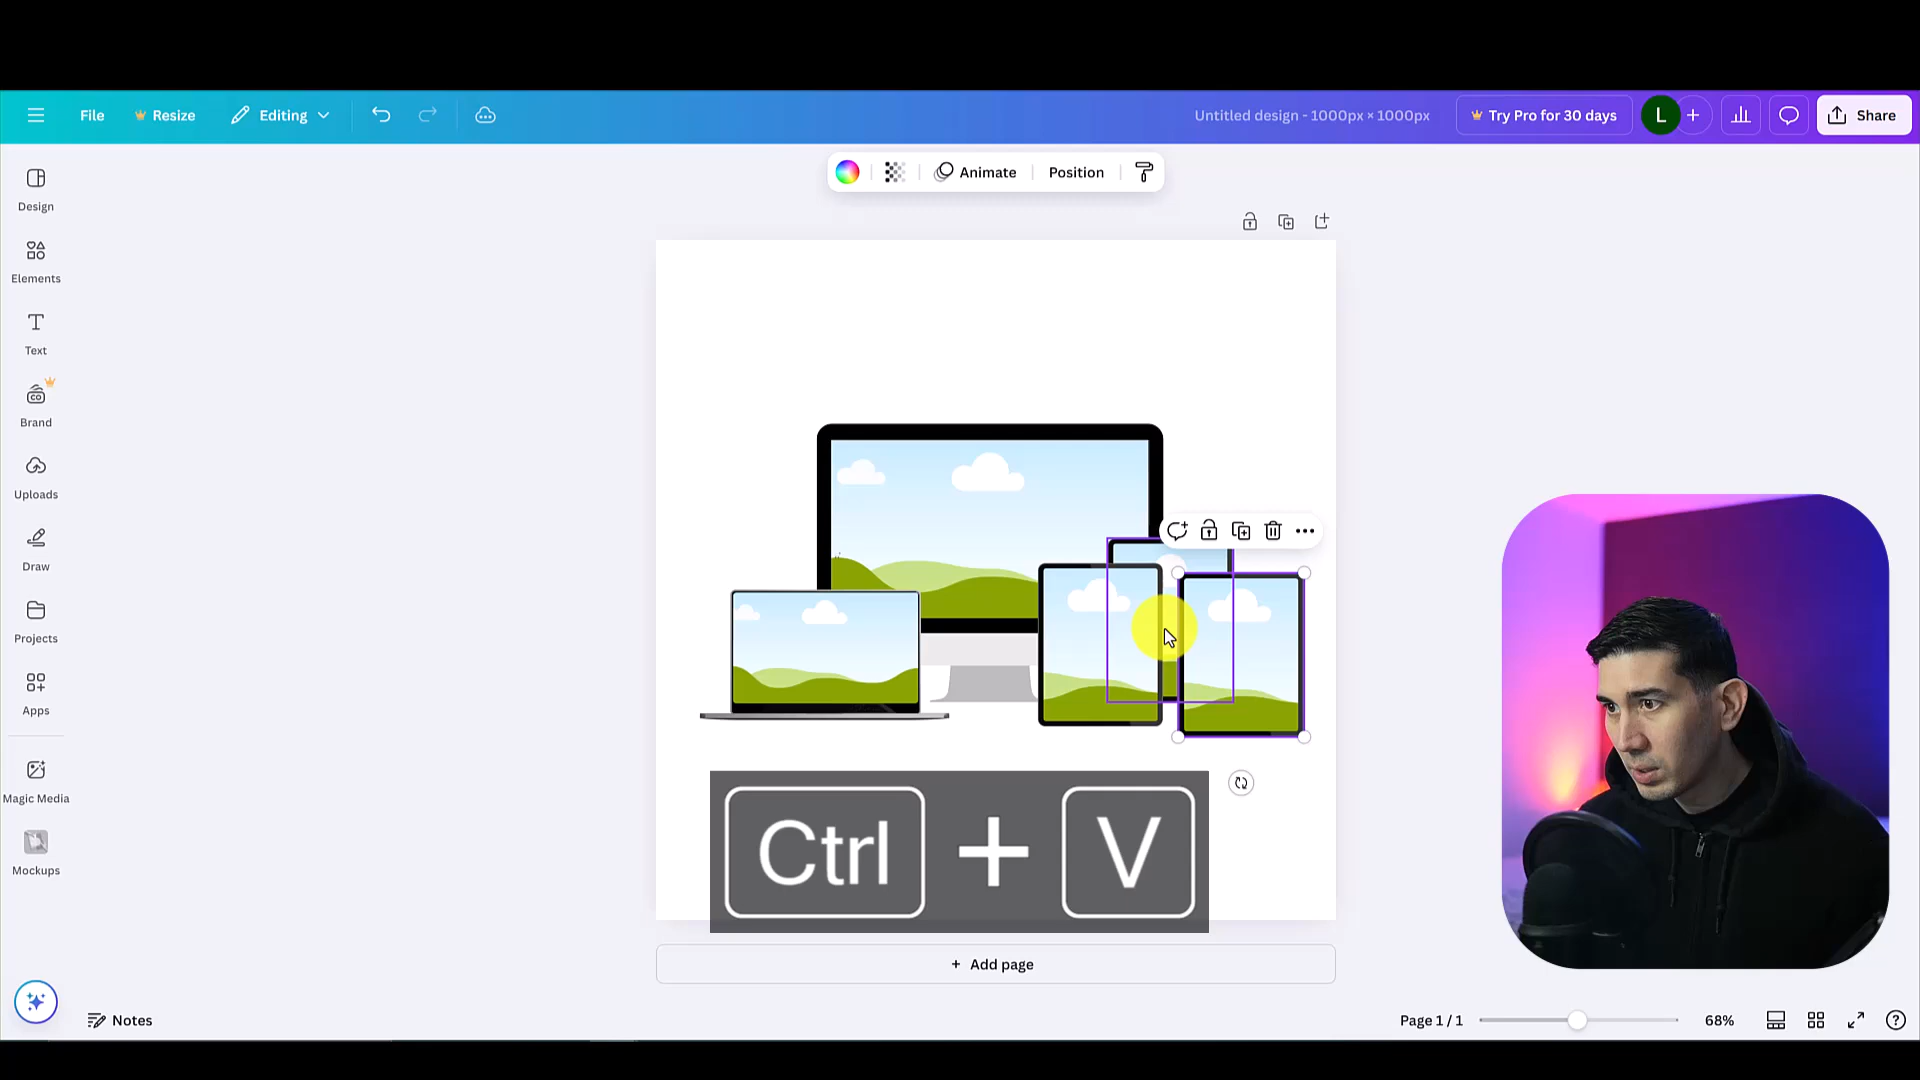 File
Resize
Editing
Untitled design - 1000px × 1000px
Try Pro for 30 days
L
Share
Animate
Position
Design
Elements
Text
Brand
Uploads
Draw
Projects
Apps
Magic Media
Mockups
Ctrl + V
+ Add page
Notes
Page 1 / 1
68%